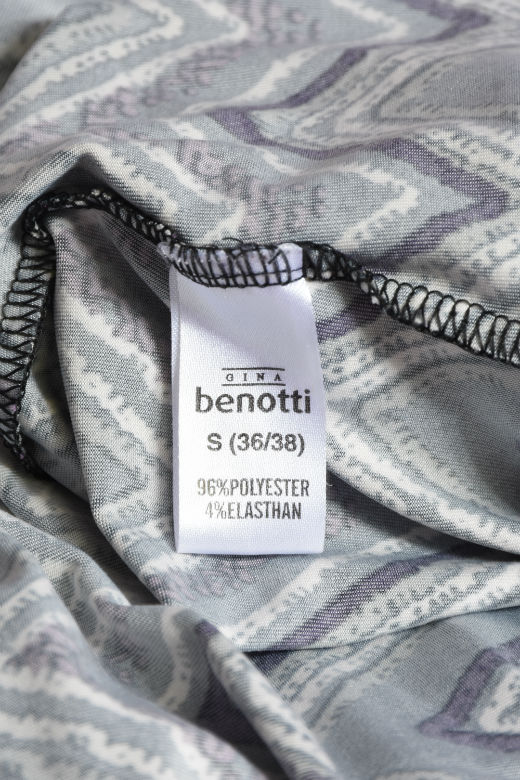 GINA
benotti
S (36/38)
96%POLYESTER
4%ELASTHAN